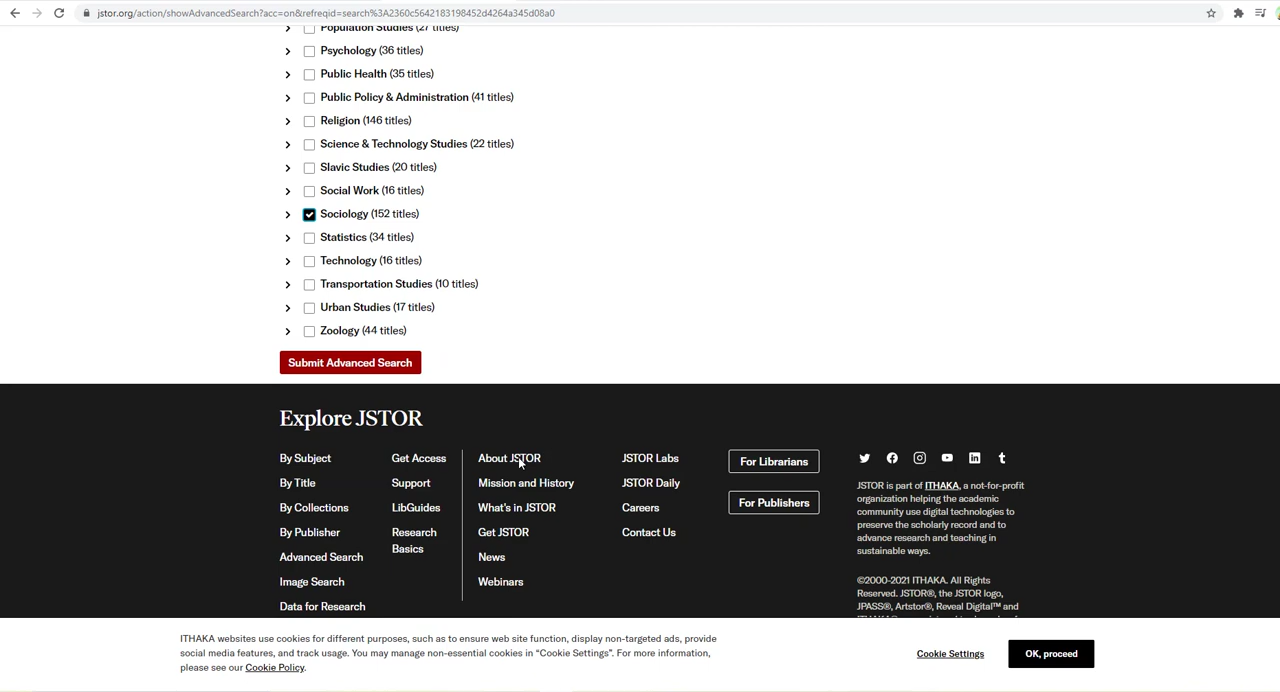 jstor.org/action/showAdvancedSearch?acc=on&refreqid=search%3A2360c5642183198452d4264a345d08a0
Population Studies (27 titles)
Psychology (36 titles)
Public Health (35 titles)
Public Policy & Administration (41 titles)
Religion (146 titles)
Science & Technology Studies (22 titles)
Slavic Studies (20 titles)
Social Work (16 titles)
Sociology (152 titles)
Statistics (34 titles)
Technology (16 titles)
Transportation Studies (10 titles)
Urban Studies (17 titles)
Zoology (44 titles)
Submit Advanced Search
Explore JSTOR
By Subject
By Title
By Collections
By Publisher
Advanced Search
Image Search
Data for Research
Get Access
Support
LibGuides
Research
Basics
About JSTOR
Mission and History
What's in JSTOR
Get JSTOR
News
Webinars
JSTOR Labs
JSTOR Daily
Careers
Contact Us
For Librarians
For Publishers
JSTOR is part of ITHAKA, a not-for-profit
organization helping the academic
community use digital technologies to
preserve the scholarly record and to
advance research and teaching in
sustainable ways.
©2000-2021 ITHAKA. All Rights
Reserved. JSTOR®, the JSTOR logo,
JPASS®, Artstor®, Reveal Digital™ and
ITHAKA websites use cookies for different purposes, such as to ensure web site function, display non-targeted ads, provide
social media features, and track usage. You may manage non-essential cookies in “Cookie Settings”. For more information,
please see our Cookie Policy.
Cookie Settings
OK, proceed